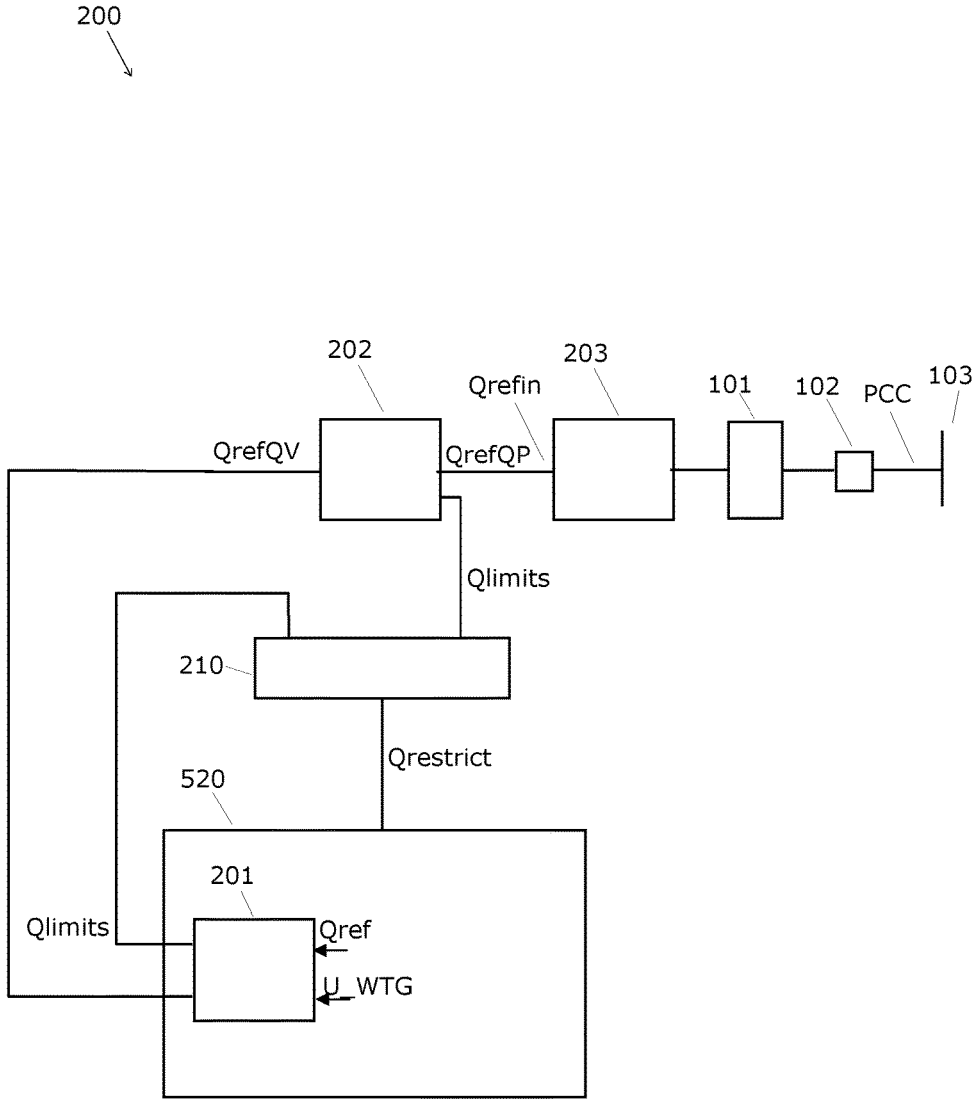 200
202
203
Qrefin
101
102
PCC
103
QrefQV
QrefQP
Qlimits
210
Qrestrict
520
201
Qlimits
Qref
U_WTG